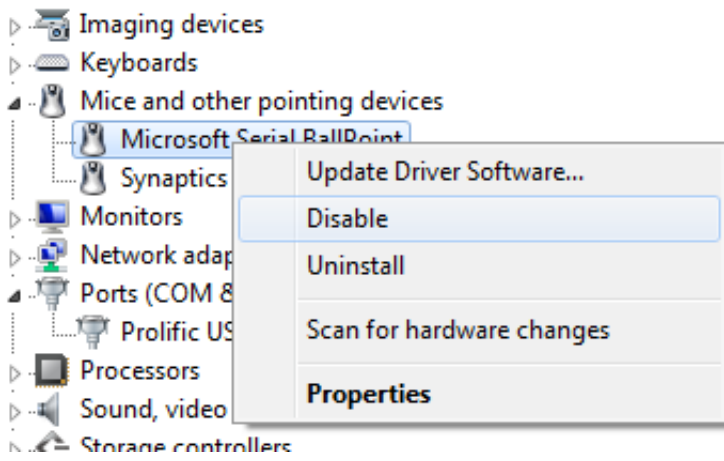 Imaging devices
Keyboards
Mice and other pointing devices
Microsoft Serial BallPoint
Update Driver Software...
Synaptics
Monitors
Disable
Network adap
Uninstall
Ports (COM &
Prolific US
Scan for hardware changes
Processors
Properties
Sound, video
Storage controllers